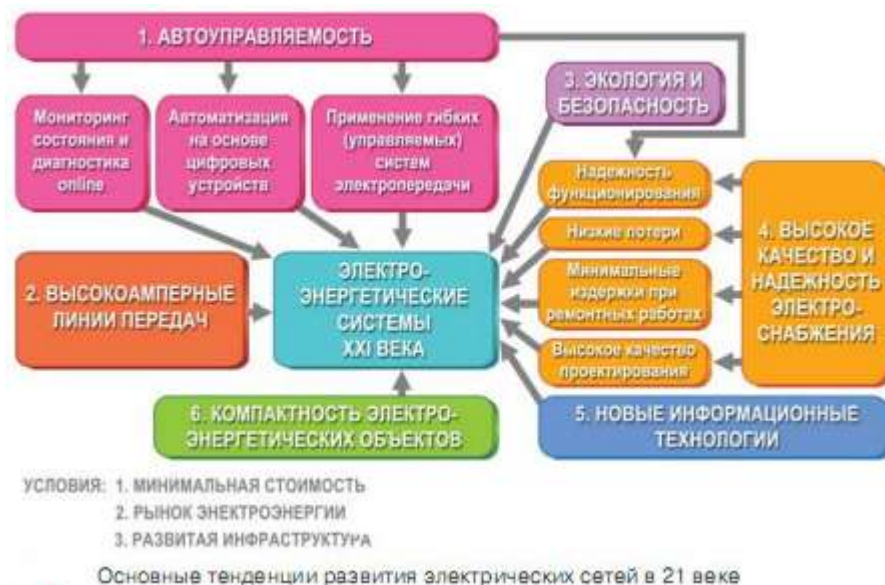 1. АВТОУПРАВЛЯЕМОСТЬ
Мониторинг
состояния и
диагностика
online
Автоматизация
на основе
цифровых
устройств
Применение гибких
(управляемых)
систем
электропередачи
3. ЭКОЛОГИЯ И
БЕЗОПАСНОСТЬ
Надежность
функционирования
Низкие потери
Минимальные
издержки при
ремонтных работах
Высокое качество
проектирования
4. ВЫСОКОЕ
КАЧЕСТВО И
НАДЕЖНОСТЬ
ЭЛЕКТРО-
СНАБЖЕНИЯ
2. ВЫСОКОАМПЕРНЫЕ
ЛИНИИ ПЕРЕДАЧ
ЭЛЕКТРО-
ЭНЕРГЕТИЧЕСКИЕ
СИСТЕМЫ
XXI ВЕКА
6. КОМПАКТНОСТЬ ЭЛЕКТРО-
ЭНЕРГЕТИЧЕСКИХ ОБЪЕКТОВ
5. НОВЫЕ ИНФОРМАЦИОННЫЕ
ТЕХНОЛОГИИ
УСЛОВИЯ: 1. МИНИМАЛЬНАЯ СТОИМОСТЬ
2. РЫНОК ЭНЕКТРОЭНЕРГИИ
3. РАЗВИТАЯ ИНФРАСТРУКТУРА
Основные тенденции развития электрических сетей в 21 веке